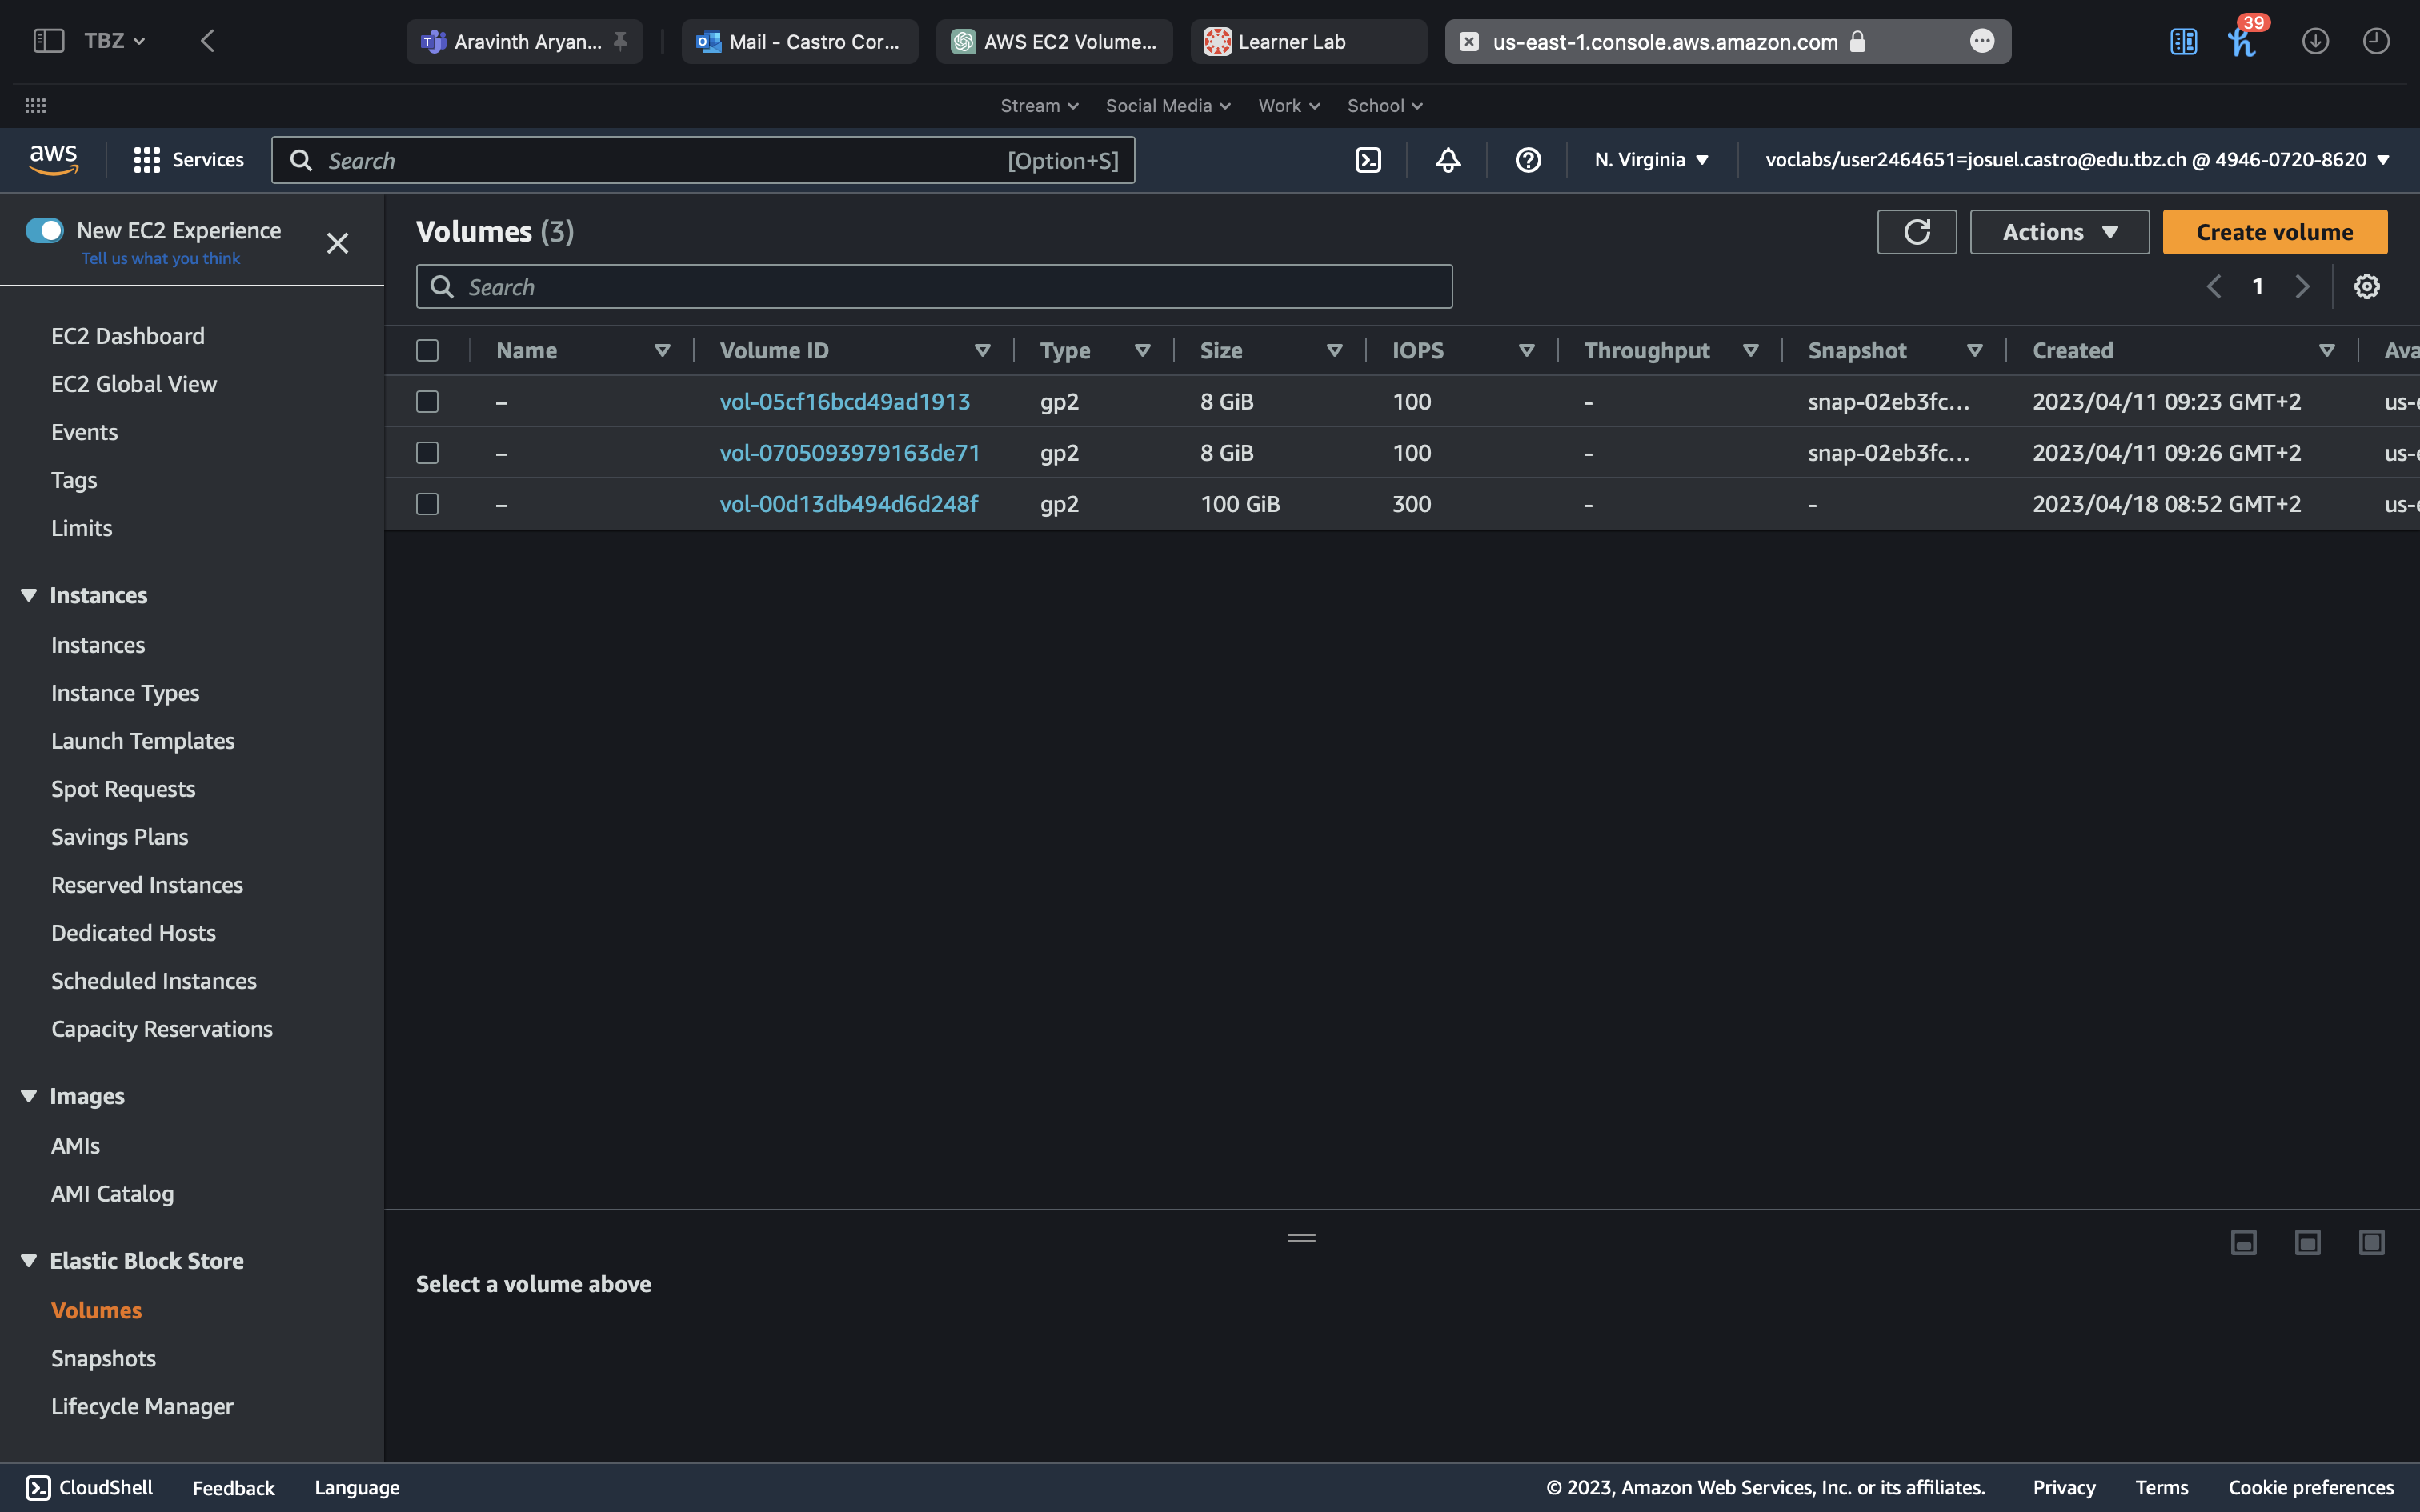 TBZ
Aravinth Aryan...
Mail - Castro Cor...
AWS EC2 Volume...
Learner Lab
us-east-1.console.aws.amazon.com
39
Stream
Social Media
Work
School
aws
Services
Search
[Option+S]
N. Virginia
voclabs/user2464651=josuel.castro@edu.tbz.ch @ 4946-0720-8620
New EC2 Experience
Tell us what you think
EC2 Dashboard
EC2 Global View
Events
Tags
Limits
Instances
Instances
Instance Types
Launch Templates
Spot Requests
Savings Plans
Reserved Instances
Dedicated Hosts
Scheduled Instances
Capacity Reservations
Images
AMIs
AMI Catalog
Elastic Block Store
Volumes
Snapshots
Lifecycle Manager
Volumes (3)
Actions
Create volume
Search
1
Name Volume ID Type Size IOPS Throughput Snapshot Created Ava
– vol-05cf16bcd49ad1913 gp2 8 GiB 100 - snap-02eb3fc... 2023/04/11 09:23 GMT+2 us-e
– vol-0705093979163de71 gp2 8 GiB 100 - snap-02eb3fc... 2023/04/11 09:26 GMT+2 us-e
– vol-00d13db494d6d248f gp2 100 GiB 300 - - 2023/04/18 08:52 GMT+2 us-e
Select a volume above
CloudShell
Feedback
Language
© 2023, Amazon Web Services, Inc. or its affiliates.
Privacy
Terms
Cookie preferences